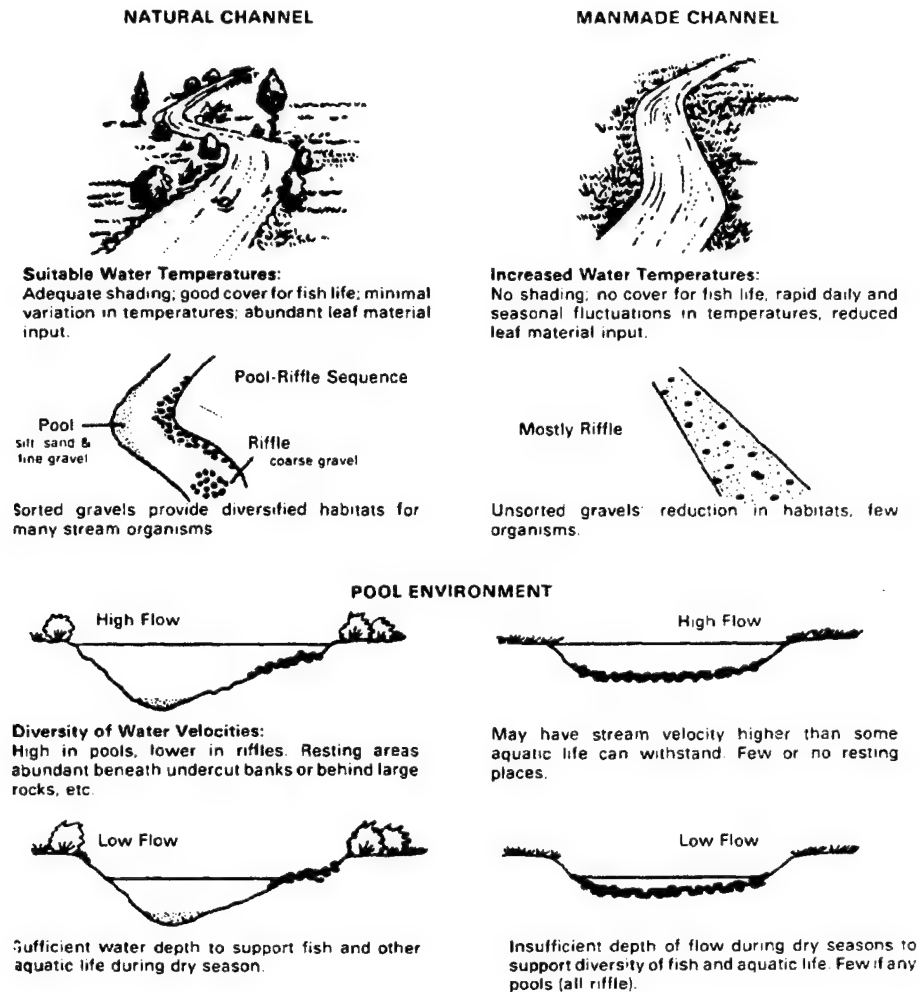 NATURAL CHANNEL
MANMADE CHANNEL
Suitable Water Temperatures:
Adequate shading; good cover for fish life; minimal
variation in temperatures; abundant leaf material
input.
Increased Water Temperatures:
No shading; no cover for fish life, rapid daily and
seasonal fluctuations in temperatures, reduced
leaf material input.
Pool-Riffle Sequence
Pool
silt sand &
fine gravel
Riffle
coarse gravel
Sorted gravels provide diversified habitats for
many stream organisms
Mostly Riffle
Unsorted gravels reduction in habitats, few
organisms.
POOL ENVIRONMENT
High Flow
Diversity of Water Velocities:
High in pools, lower in riffles. Resting areas
abundant beneath undercut banks or behind large
rocks, etc.
High Flow
May have stream velocity higher than some
aquatic life can withstand. Few or no resting
places.
Low Flow
Sufficient water depth to support fish and other
aquatic life during dry season.
Low Flow
Insufficient depth of flow during dry seasons to
support diversity of fish and aquatic life. Few if any
pools (all riffle).